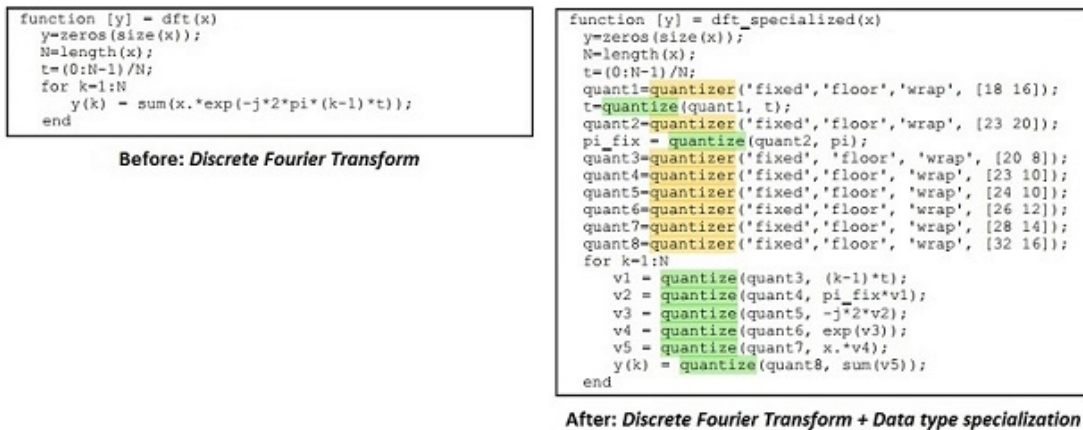 function [y] = dft(x)
y=zeros(size(x));
N=length(x);
t=(0:N-1)/N;
for k=1:N
y(k) = sum(x.*exp(-j*2*pi*(k-1)*t));
end
Before: Discrete Fourier Transform
function [y] = dft_specialized(x)
y=zeros(size(x));
N=length(x);
t=(0:N-1)/N;
quant1=quantizer('fixed','floor','wrap', [18 16]);
t=quantize(quant1, t);
quant2=quantizer('fixed','floor','wrap', [23 20]);
pi_fix = quantize(quant2, pi);
quant3=quantizer('fixed', 'floor', 'wrap', [20 8]);
quant4=quantizer('fixed','floor', 'wrap', [23 10]);
quant5=quantizer('fixed','floor', 'wrap', [24 10]);
quant6=quantizer('fixed','floor', 'wrap', [26 12]);
quant7=quantizer('fixed','floor', 'wrap', [28 14]);
quant8=quantizer('fixed','floor', 'wrap', [32 16]);
for k=1:N
v1 = quantize(quant3, (k-1)*t);
v2 = quantize(quant4, pi_fix*v1);
v3 = quantize(quant5, -j*2*v2);
v4 = quantize(quant6, exp(v3));
v5 = quantize(quant7, x.*v4);
y(k) = quantize(quant8, sum(v5));
end
After: Discrete Fourier Transform + Data type specialization